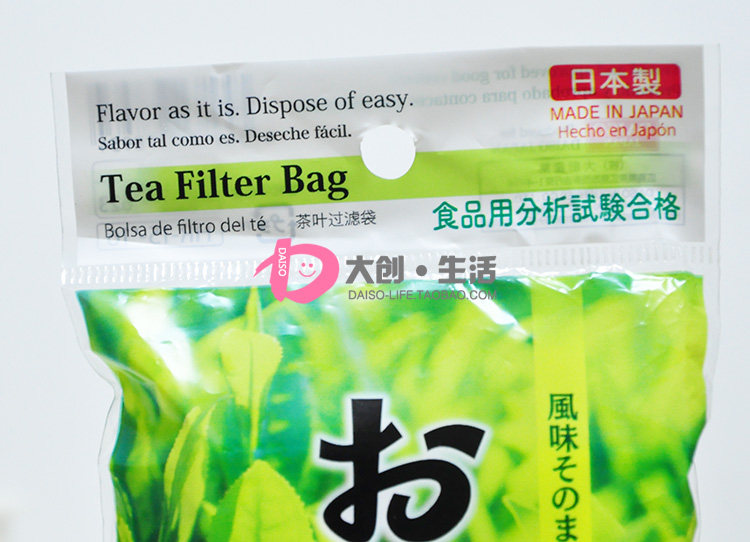 Flavor as it is. Dispose of easy.
Sabor tal como es. Deseche fácil.
日本製
MADE IN JAPAN
Hecho en Japón
Tea Filter Bag
Bolsa de filtro del té
茶叶过滤袋
食品用分析試験合格
DAISO
大创·生活
DAISO-LIFE.TAOBAO.COM
お
風味そのま